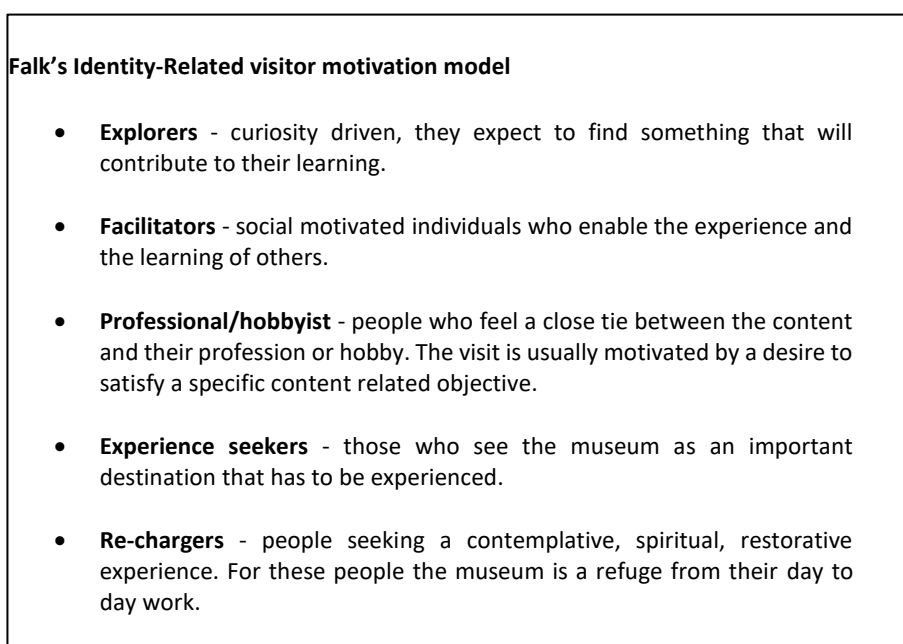 Falk’s Identity-Related visitor motivation model
• Explorers - curiosity driven, they expect to find something that will
contribute to their learning.
• Facilitators - social motivated individuals who enable the experience and
the learning of others.
• Professional/hobbyist - people who feel a close tie between the content
and their profession or hobby. The visit is usually motivated by a desire to
satisfy a specific content related objective.
• Experience seekers - those who see the museum as an important
destination that has to be experienced.
• Re-chargers - people seeking a contemplative, spiritual, restorative
experience. For these people the museum is a refuge from their day to
day work.